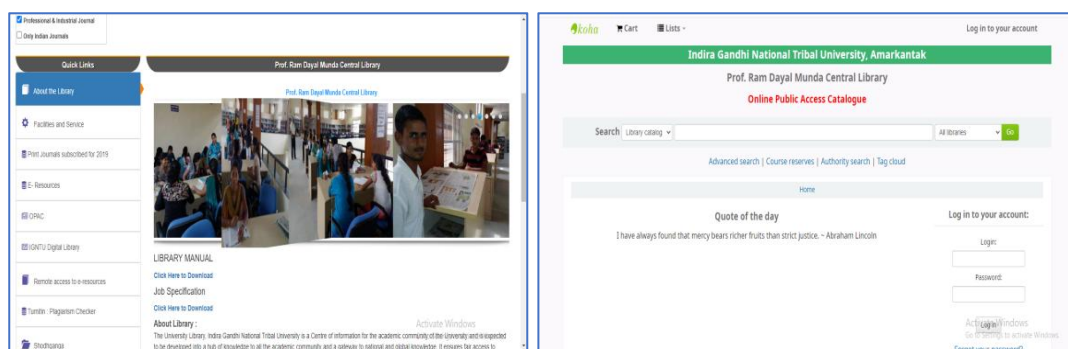 Professional & Industrial Journal
Only Indian Journals
Quick Links
About the Library
Facilities and Service
Print Journals subscribed for 2019
E- Resources
OPAC
IGNTU Digital Library
Remote access to e-resources
Turnitin : Plagiarism Checker
Shodhganga
Prof. Ram Dayal Munda Central Library
Prof. Ram Dayal Munda Central Library
LIBRARY MANUAL
Click Here to Download
Job Specification
Click Here to Download
About Library :
The University Library, Indira Gandhi National Tribal University is a Centre of information for the academic community of the University and is expected
to be developed into a hub of knowledge to all the academic community and a gateway to national and global knowledge. It ensures fair access to
Activate Windows
koha Cart Lists
Log in to your account
Indira Gandhi National Tribal University, Amarkantak
Prof. Ram Dayal Munda Central Library
Online Public Access Catalogue
Search Library catalog All libraries Go
Advanced search | Course reserves | Authority search | Tag cloud
Home
Quote of the day
I have always found that mercy bears richer fruits than strict justice. ~ Abraham Lincoln
Log in to your account:
Login:
Password:
Log in
Activate Windows
Go to Settings to activate Windows.
Forgot your password?